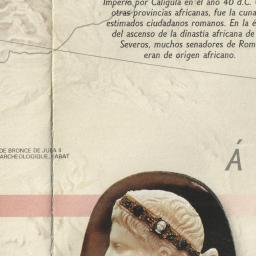 Imperio por Calígula en el año 40 d.C.
otras provincias africanas, fue la cuna
estimados ciudadanos romanos. En la é
del ascenso de la dinastía africana de
Severos, muchos senadores de Rom
eran de origen africano.
DE BRONCE DE JUBA II
ARCHEOLOGIQUE, RABAT
Á